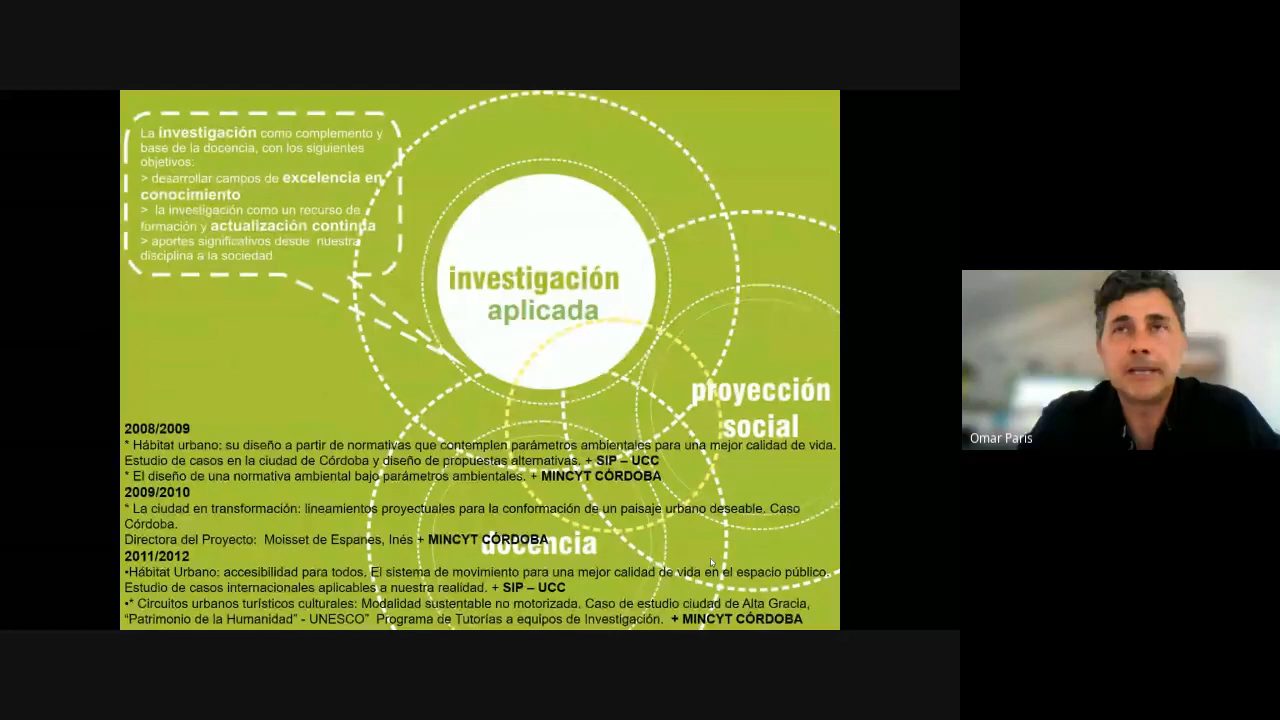 La investigación como complemento y
base de la docencia, con los siguientes
objetivos:
> desarrollar campos de excelencia en
conocimiento
> la investigación como un recurso de
formación y actualización continua
> aportes significativos desde nuestra
disciplina a la sociedad
investigación
aplicada
proyección
social
docencia
2008/2009
* Hábitat urbano: su diseño a partir de normativas que contemplen parámetros ambientales para una mejor calidad de vida.
Estudio de casos en la ciudad de Córdoba y diseño de propuestas alternativas. + SIP – UCC
* El diseño de una normativa ambiental bajo parámetros ambientales. + MINCYT CÓRDOBA
2009/2010
* La ciudad en transformación: lineamientos proyectuales para la conformación de un paisaje urbano deseable. Caso
Córdoba.
Directora del Proyecto: Moisset de Espanes, Inés + MINCYT CÓRDOBA
2011/2012
•Hábitat Urbano: accesibilidad para todos. El sistema de movimiento para una mejor calidad de vida en el espacio público.
Estudio de casos internacionales aplicables a nuestra realidad. + SIP – UCC
•* Circuitos urbanos turísticos culturales: Modalidad sustentable no motorizada. Caso de estudio ciudad de Alta Gracia,
“Patrimonio de la Humanidad” - UNESCO” Programa de Tutorías a equipos de Investigación. + MINCYT CÓRDOBA
Omar Paris